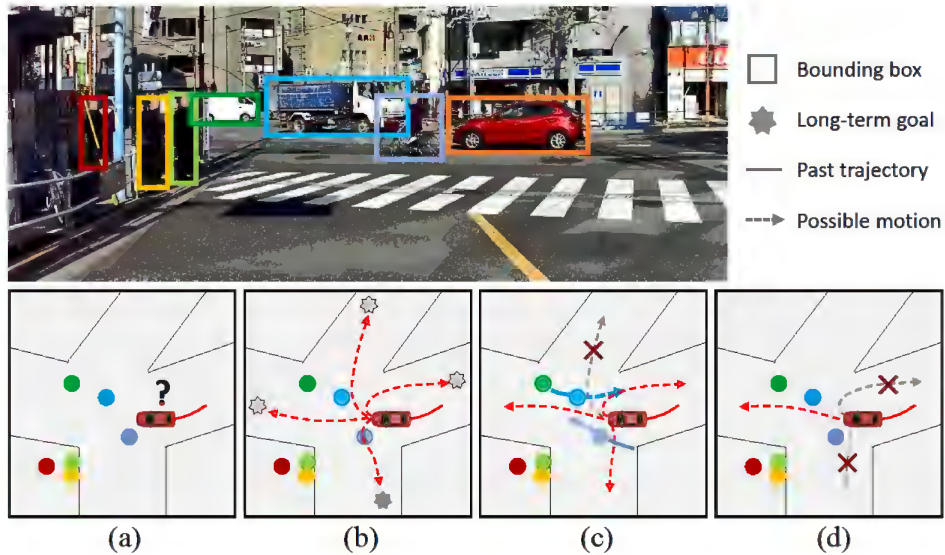 Bounding box
Long-term goal
Past trajectory
Possible motion
?
(a)
(b)
(c)
(d)